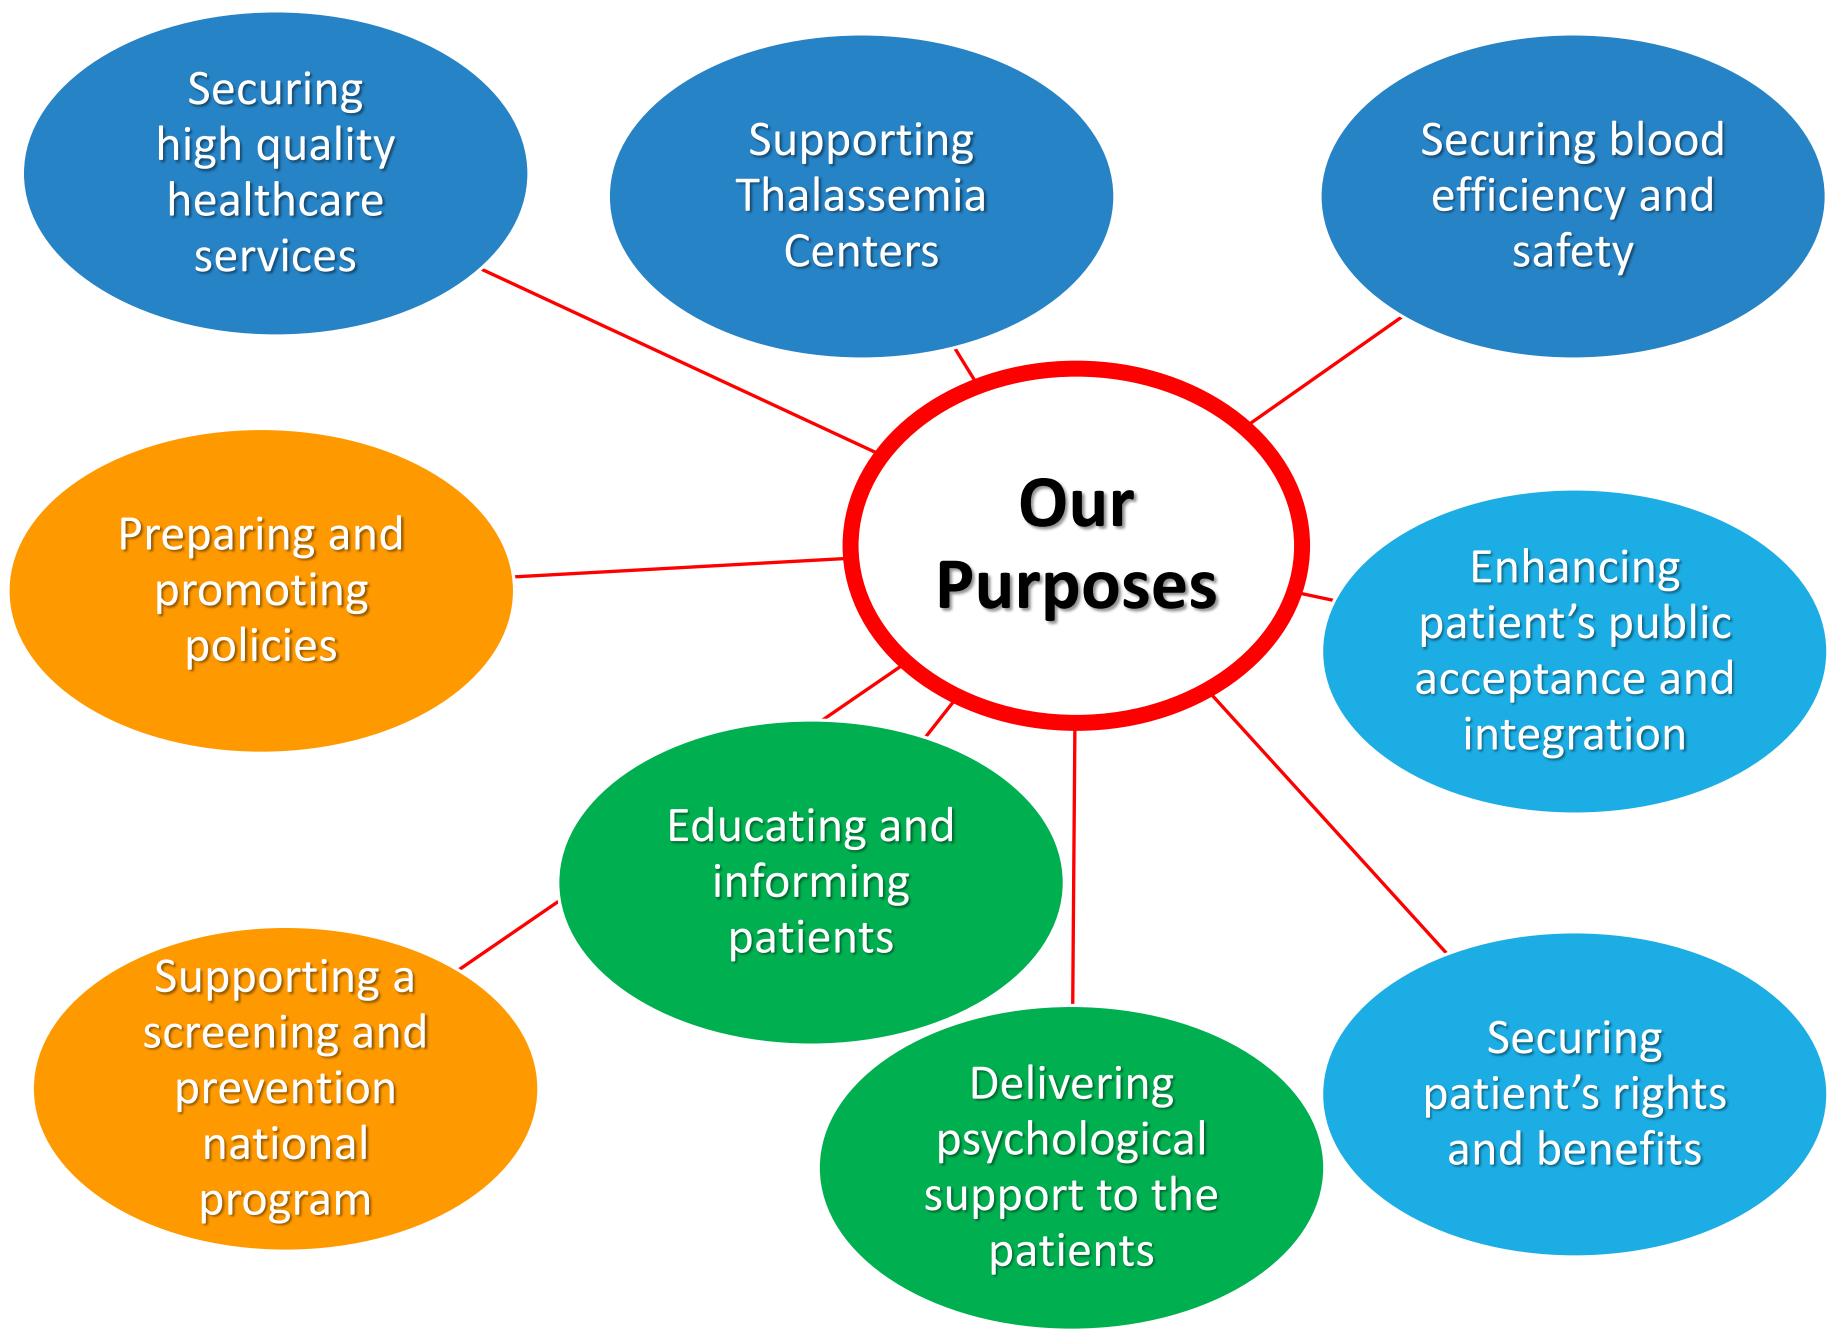 Securing
high quality
healthcare
services
Supporting
Thalassemia
Centers
Securing blood
efficiency and
safety
Our
Purposes
Preparing and
promoting
policies
Enhancing
patient’s public
acceptance and
integration
Educating and
informing
patients
Supporting a
screening and
prevention
national
program
Delivering
psychological
support to the
patients
Securing
patient’s rights
and benefits